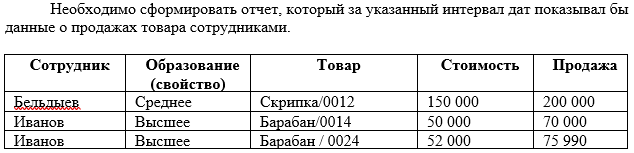 Необходимо сформировать отчет, который за указанный интервал дат показывал бы
данные о продажах товара сотрудниками.
Сотрудник Образование (свойство) Товар Стоимость Продажа
Бельдыев Среднее Скрипка/0012 150 000 200 000
Иванов Высшее Барабан/0014 50 000 70 000
Иванов Высшее Барабан / 0024 52 000 75 990